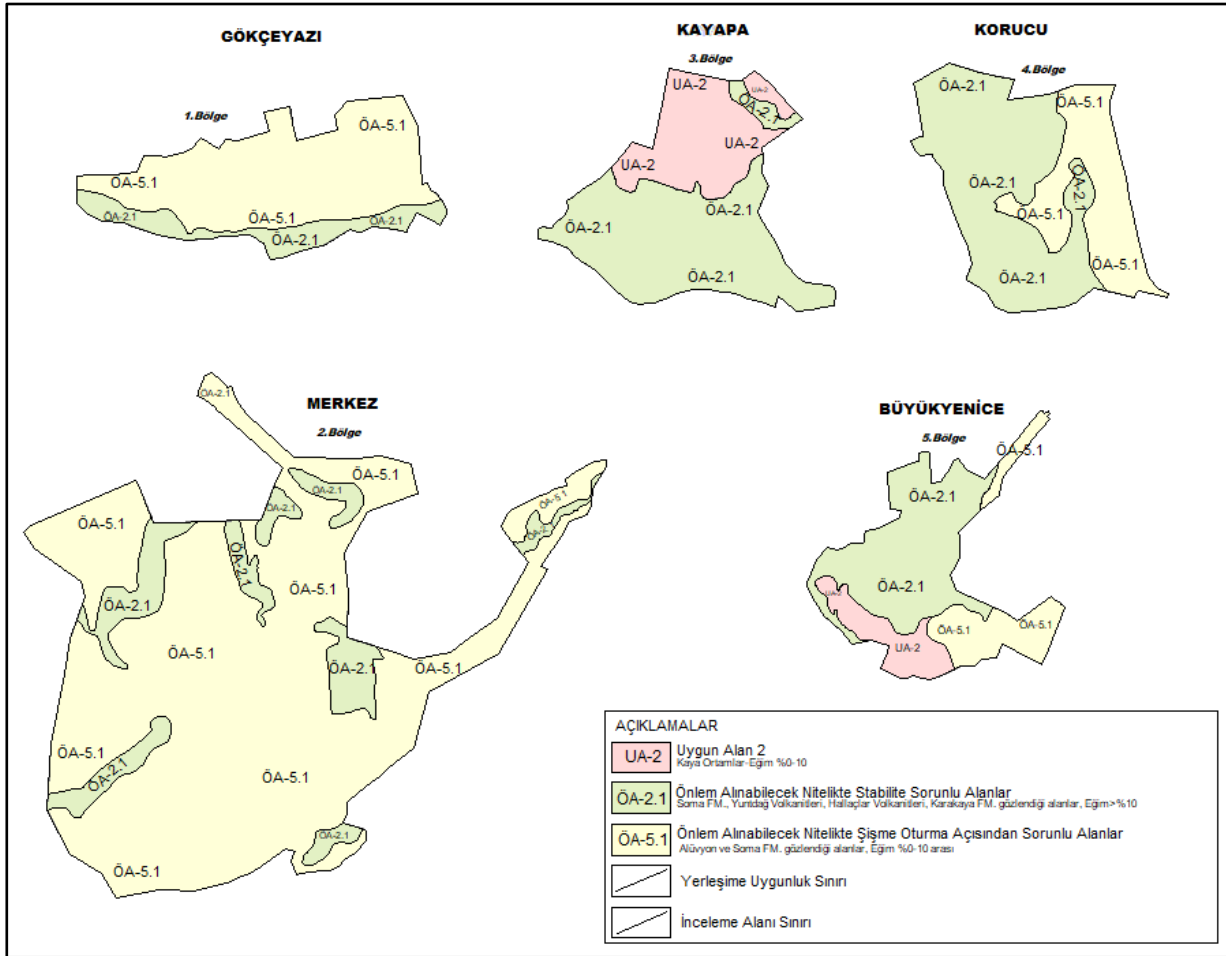 GÖKÇEYAZI
1.Bölge
ÖA-5.1
ÖA-5.1
ÖA-2.1
ÖA-5.1
ÖA-2.1
ÖA-2.1
KAYAPA
3.Bölge
UA-2
UA-2
ÖA-2.1
UA-2
UA-2
ÖA-2.1
ÖA-2.1
ÖA-2.1
KORUCU
4.Bölge
ÖA-2.1
ÖA-5.1
ÖA-2.1
ÖA-2.1
ÖA-5.1
ÖA-2.1
ÖA-5.1
MERKEZ
2.Bölge
ÖA-2.1
ÖA-5.1
ÖA-2.1
ÖA-2.1
ÖA-5.1
ÖA-2.1
ÖA-5.1
ÖA-2.1
ÖA-5.1
ÖA-2.1
ÖA-5.1
ÖA-2.1
ÖA-5.1
ÖA-5.1
ÖA-2.1
ÖA-5.1
ÖA-2.1
ÖA-5.1
BÜYÜKYENİCE
5.Bölge
ÖA-5.1
ÖA-2.1
ÖA-2.1
UA-2
ÖA-5.1
ÖA-5.1
UA-2
AÇIKLAMALAR
UA-2
Uygun Alan 2
Kaya Ortamlar-Eğim %0-10
ÖA-2.1
Önlem Alınabilecek Nitelikte Stabilite Sorunlu Alanlar
Soma FM., Yuntdağ Volkanitleri, Hallaçlar Volkanitleri, Karakaya FM. gözlendiği alanlar, Eğim>%10
ÖA-5.1
Önlem Alınabilecek Nitelikte Şişme Oturma Açısından Sorunlu Alanlar
Alüvyon ve Soma FM. gözlendiği alanlar, Eğim %0-10 arası
Yerleşime Uygunluk Sınırı
İnceleme Alanı Sınırı